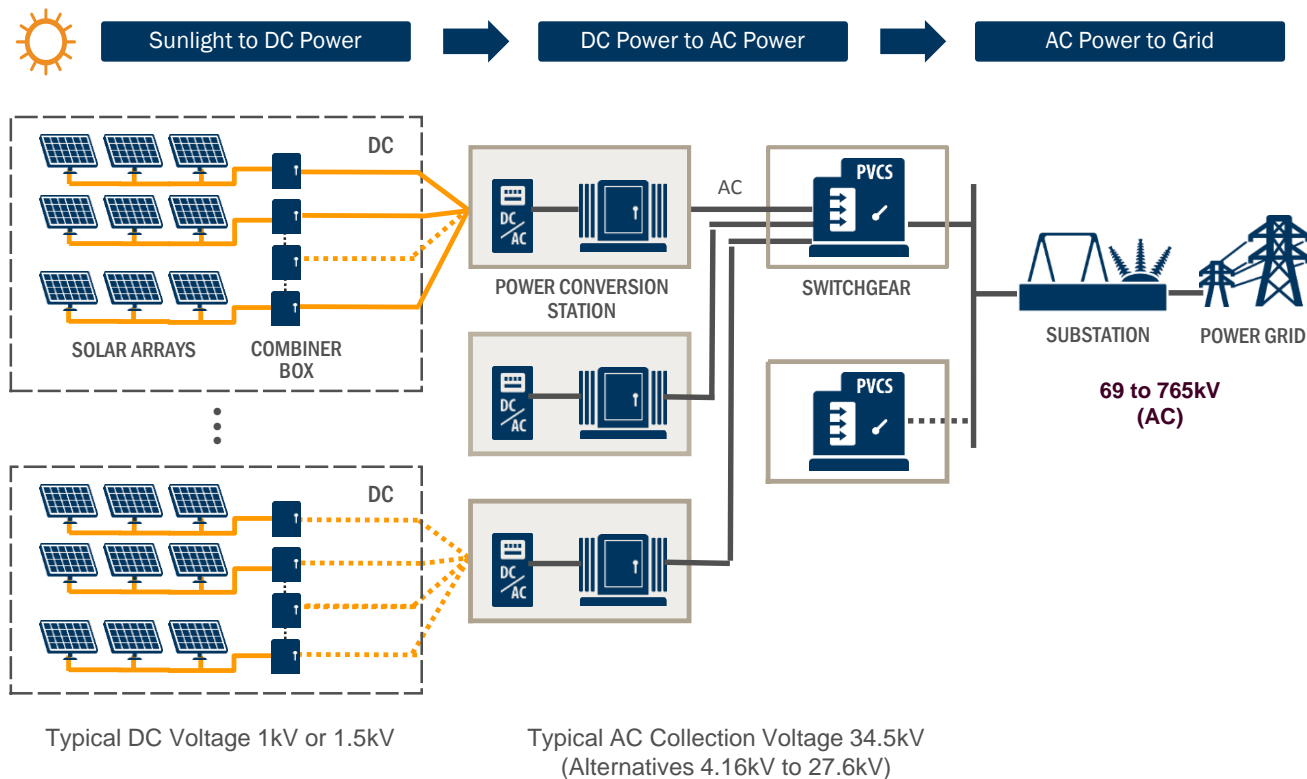 Sunlight to DC Power
DC Power to AC Power
AC Power to Grid
DC
DC
AC
POWER CONVERSION
STATION
AC
PVCS
SWITCHGEAR
SOLAR ARRAYS
COMBINER
BOX
DC
AC
PVCS
SUBSTATION
POWER GRID
69 to 765kV
(AC)
DC
DC
AC
Typical DC Voltage 1kV or 1.5kV
Typical AC Collection Voltage 34.5kV
(Alternatives 4.16kV to 27.6kV)